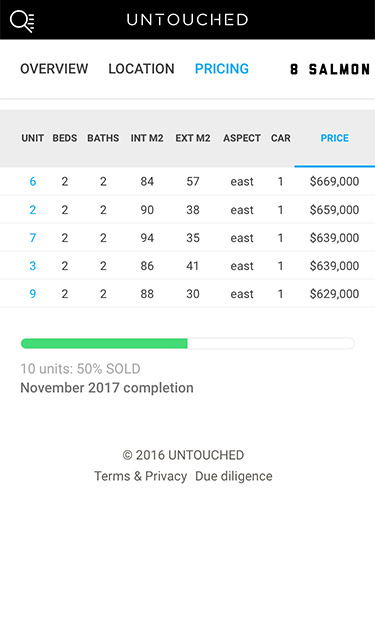 UNTOUCHED
OVERVIEW LOCATION PRICING 8 SALMON
UNIT BEDS BATHS INT M2 EXT M2 ASPECT CAR PRICE
6 2 2 84 57 east 1 $669,000
2 2 2 90 38 east 1 $659,000
7 2 2 94 35 east 1 $639,000
3 2 2 86 41 east 1 $639,000
9 2 2 88 30 east 1 $629,000
10 units: 50% SOLD
November 2017 completion
© 2016 UNTOUCHED
Terms & Privacy Due diligence